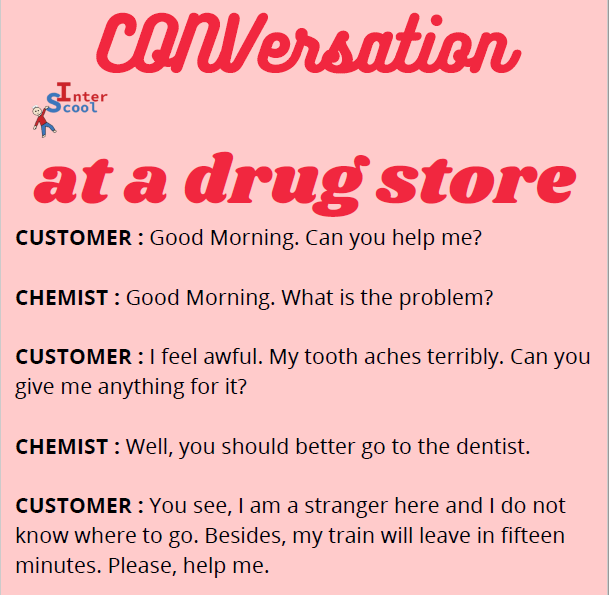 CONVersation
Inter
Scool
at a drug store
CUSTOMER : Good Morning. Can you help me?
CHEMIST : Good Morning. What is the problem?
CUSTOMER : I feel awful. My tooth aches terribly. Can you
give me anything for it?
CHEMIST : Well, you should better go to the dentist.
CUSTOMER : You see, I am a stranger here and I do not
know where to go. Besides, my train will leave in fifteen
minutes. Please, help me.